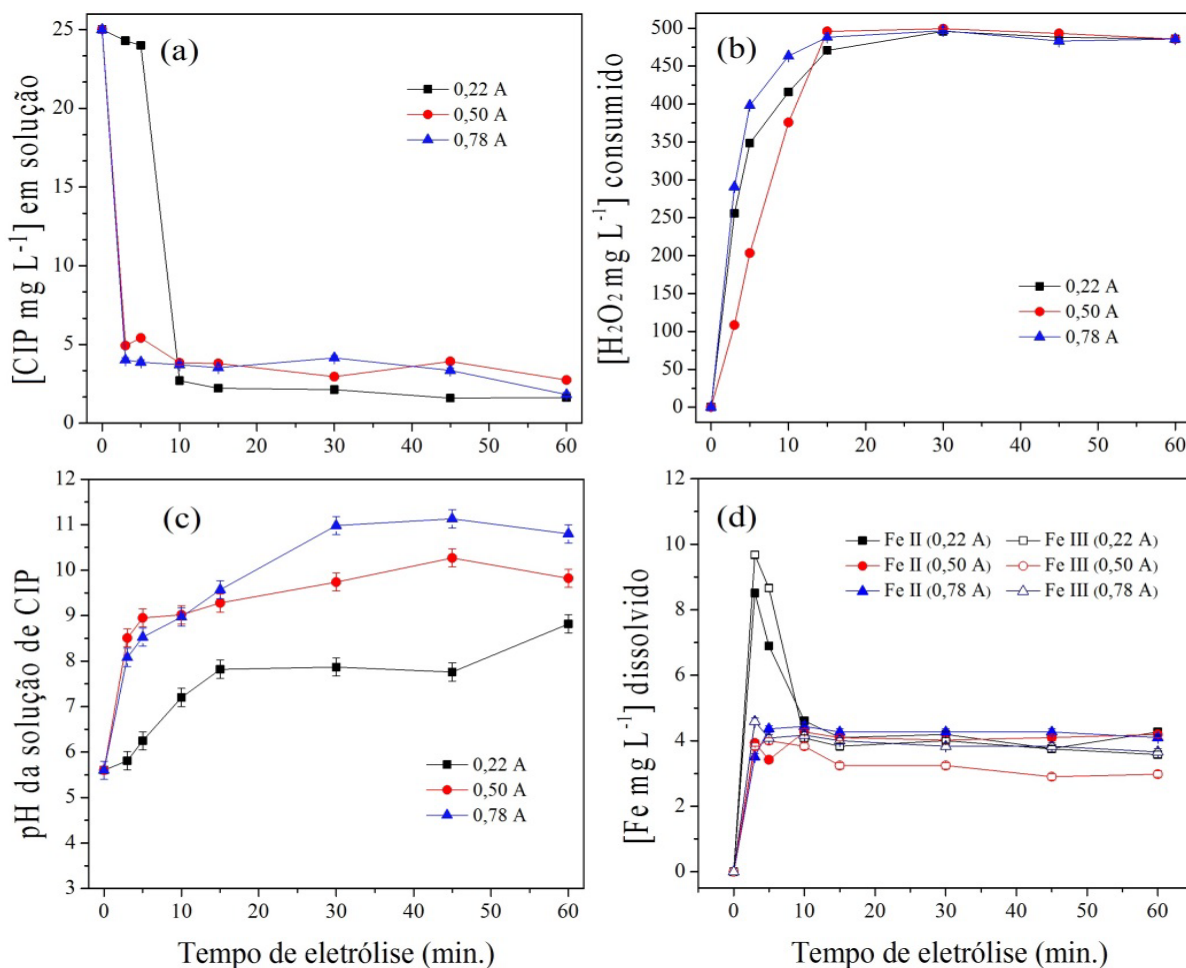 (a)
[CIP mg L⁻¹] em solução
25
20
15
10
5
0
0,22 A
0,50 A
0,78 A
0 10 20 30 40 50 60
(b)
[H₂O₂ mg L⁻¹] consumido
500
450
400
350
300
250
200
150
100
50
0
0,22 A
0,50 A
0,78 A
0 10 20 30 40 50 60
(c)
pH da solução de CIP
12
11
10
9
8
7
6
5
4
3
0,22 A
0,50 A
0,78 A
0 10 20 30 40 50 60
Tempo de eletrólise (min.)
(d)
[Fe mg L⁻¹] dissolvido
12
10
8
6
4
2
0
Fe II (0,22 A) Fe III (0,22 A)
Fe II (0,50 A) Fe III (0,50 A)
Fe II (0,78 A) Fe III (0,78 A)
0 10 20 30 40 50 60
Tempo de eletrólise (min.)